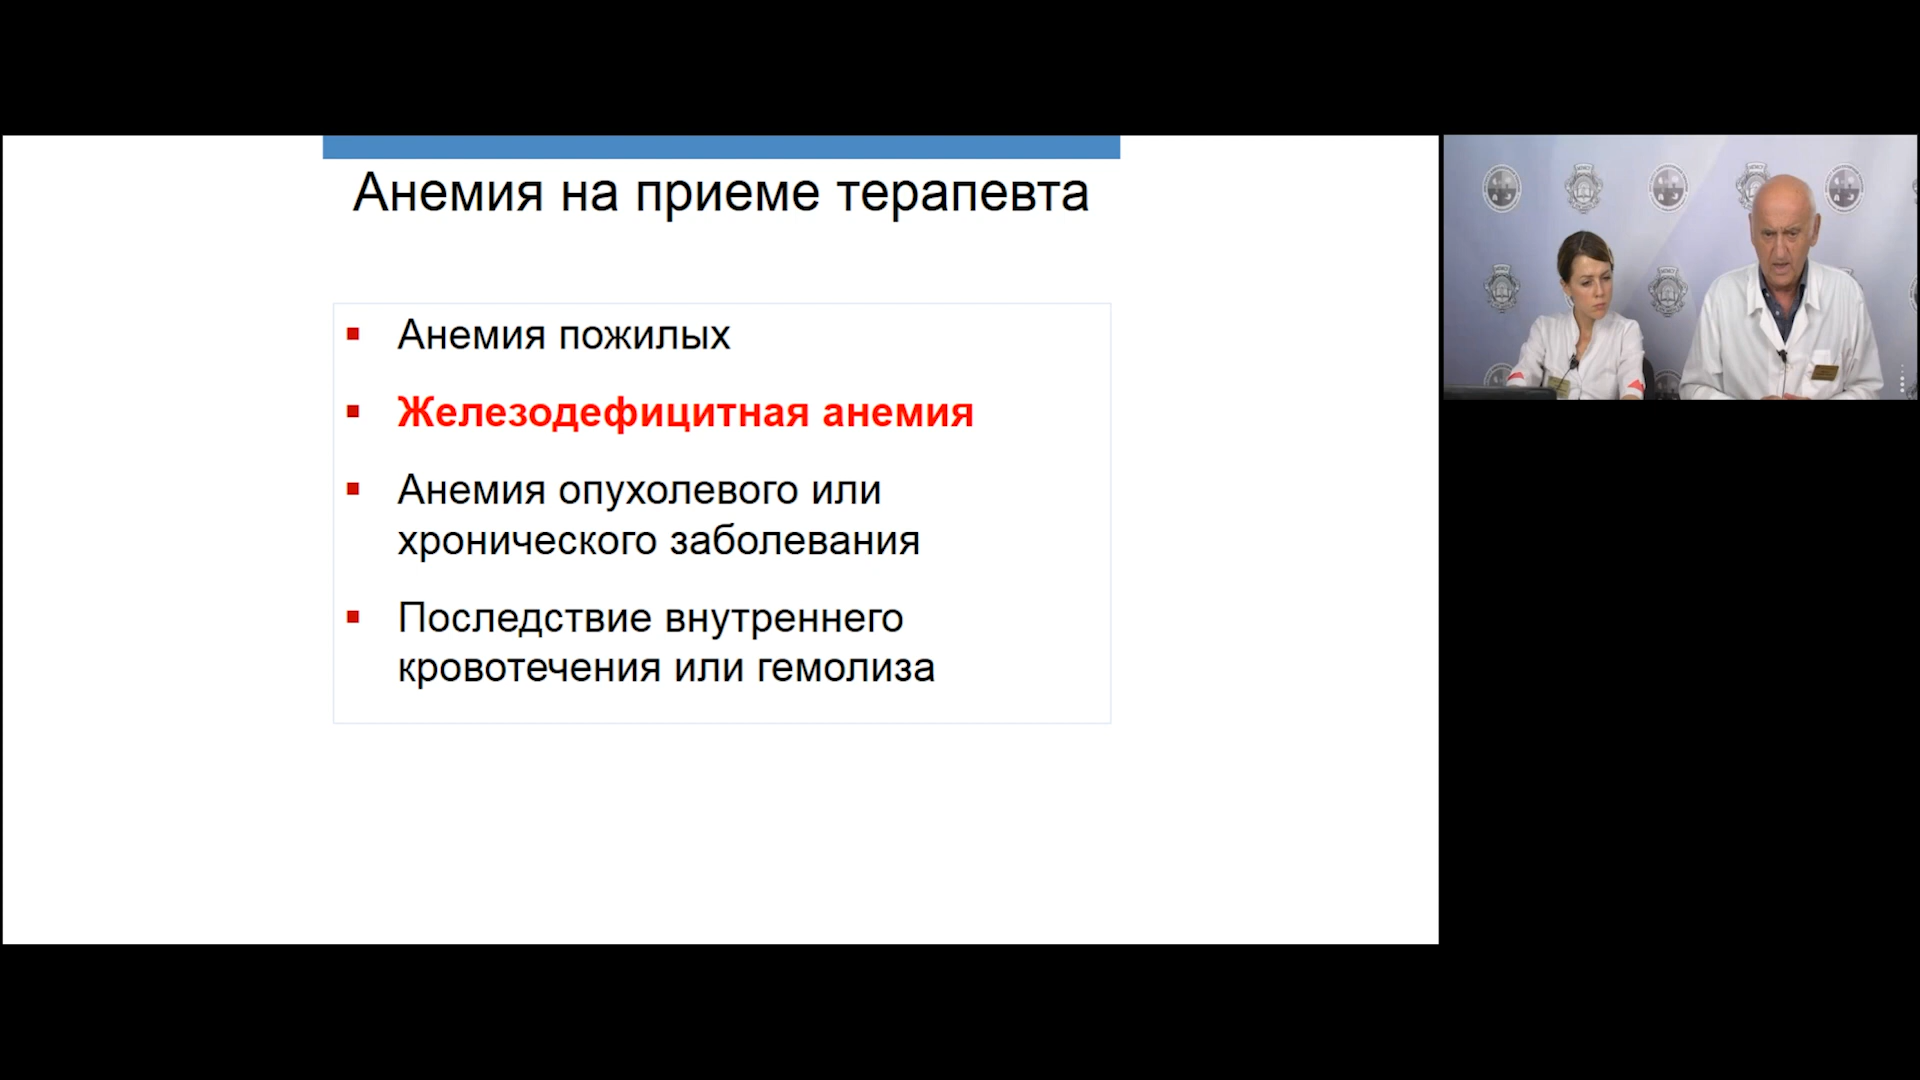 Анемия на приеме терапевта
Анемия пожилых
Железодефицитная анемия
Анемия опухолевого или
хронического заболевания
Последствие внутреннего
кровотечения или гемолиза